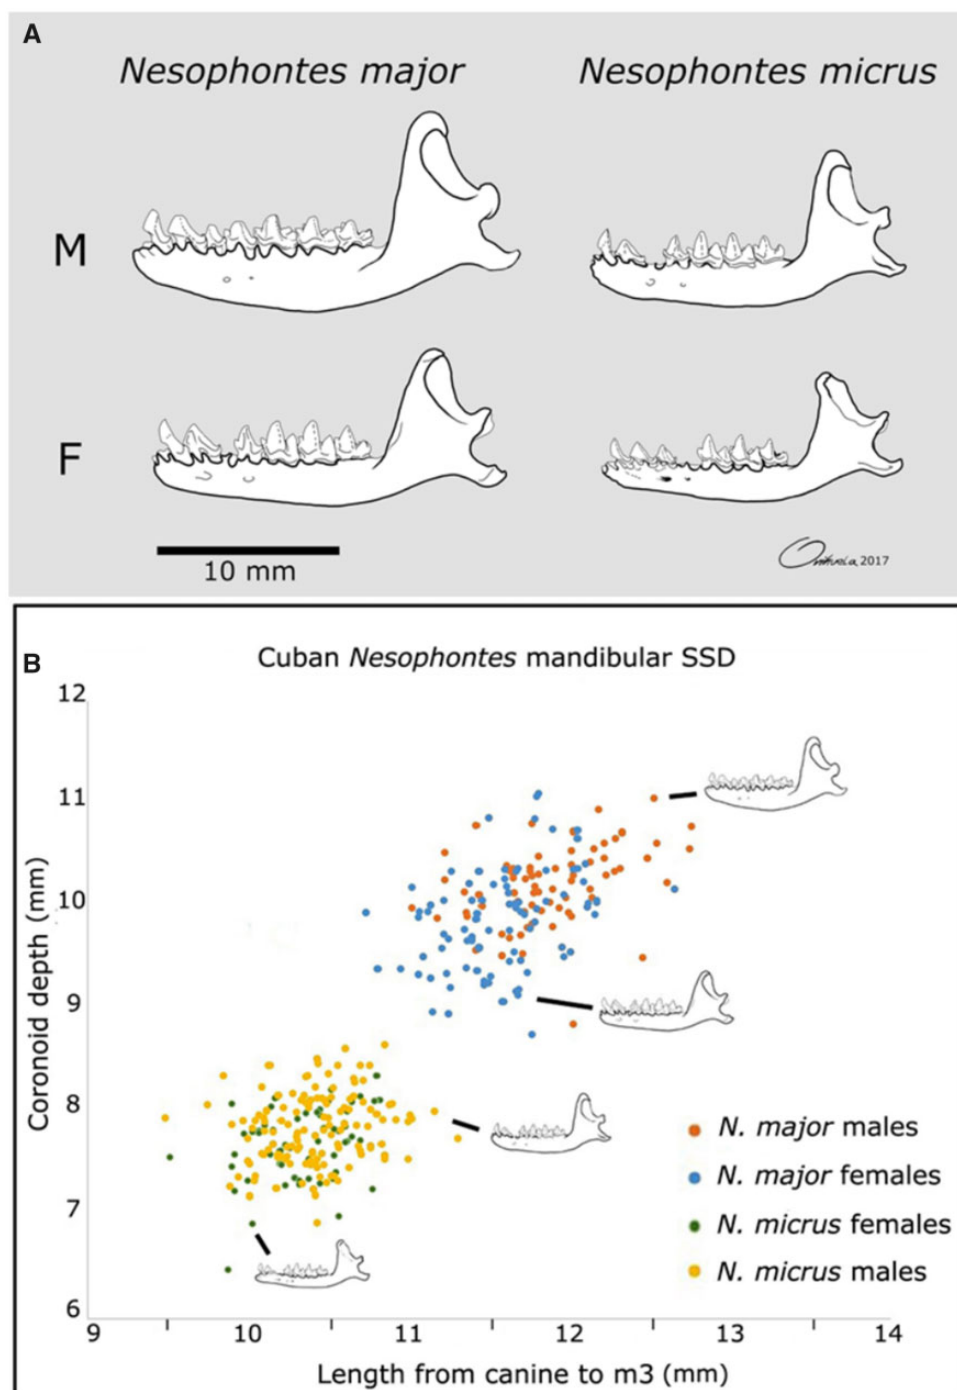 A
Nesophontes major
Nesophontes micrus
M
F
10 mm
2017
B
Cuban Nesophontes mandibular SSD
12
11
10
9
8
7
6
Coronoid depth (mm)
N. major males
N. major females
N. micrus females
N. micrus males
9 10 11 12 13 14
Length from canine to m3 (mm)